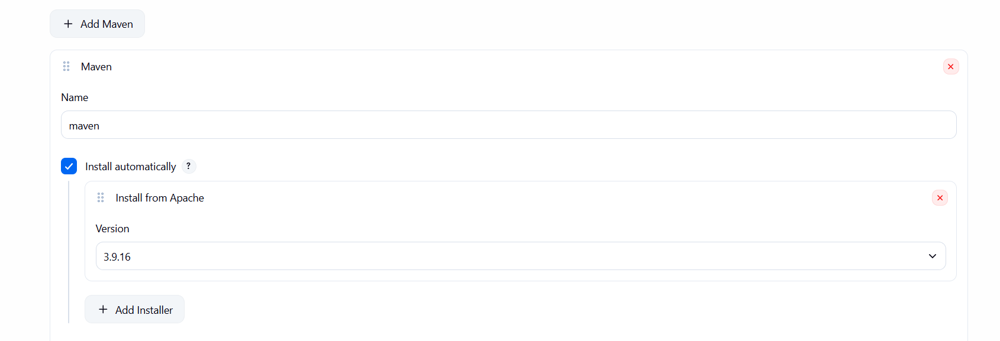 Add Maven
Maven
Name
maven
Install automatically ?
Install from Apache
Version
3.9.16
Add Installer